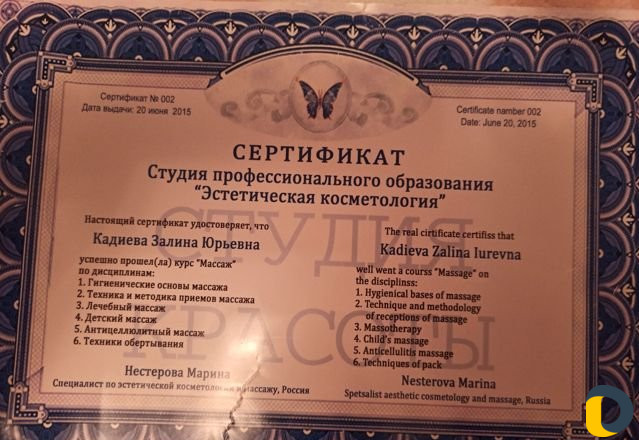 Сертификат № 002
Дата выдачи: 20 июня 2015
Certificate namber 002
Date: June 20, 2015
СЕРТИФИКАТ
Студия профессионального образования
"Эстетическая косметология"
СТУДИЯ
КРАСОТЫ
Настоящий сертификат удостоверяет, что
Кадиева Залина Юрьевна
успешно прошел(ла) курс "Массаж"
по дисциплинам:
1. Гигиенические основы массажа
2. Техника и методика приемов массажа
3. Лечебный массаж
4. Детский массаж
5. Антицеллюлитный массаж
6. Техники обертывания
Нестерова Марина
Специалист по эстетической косметологии и массажу, Россия
The real cirtificate certifiss that
Kadieva Zalina Iurevna
well went a courss "Massage" on
the disciplinss:
1. Hygienical bases of massage
2. Technique and methodology
of receptions of massage
3. Massotherapy
4. Child's massage
5. Anticellulitis massage
6. Techniques of pack
Nesterova Marina
Spetsalist aesthetic cosmetology and massage, Russia